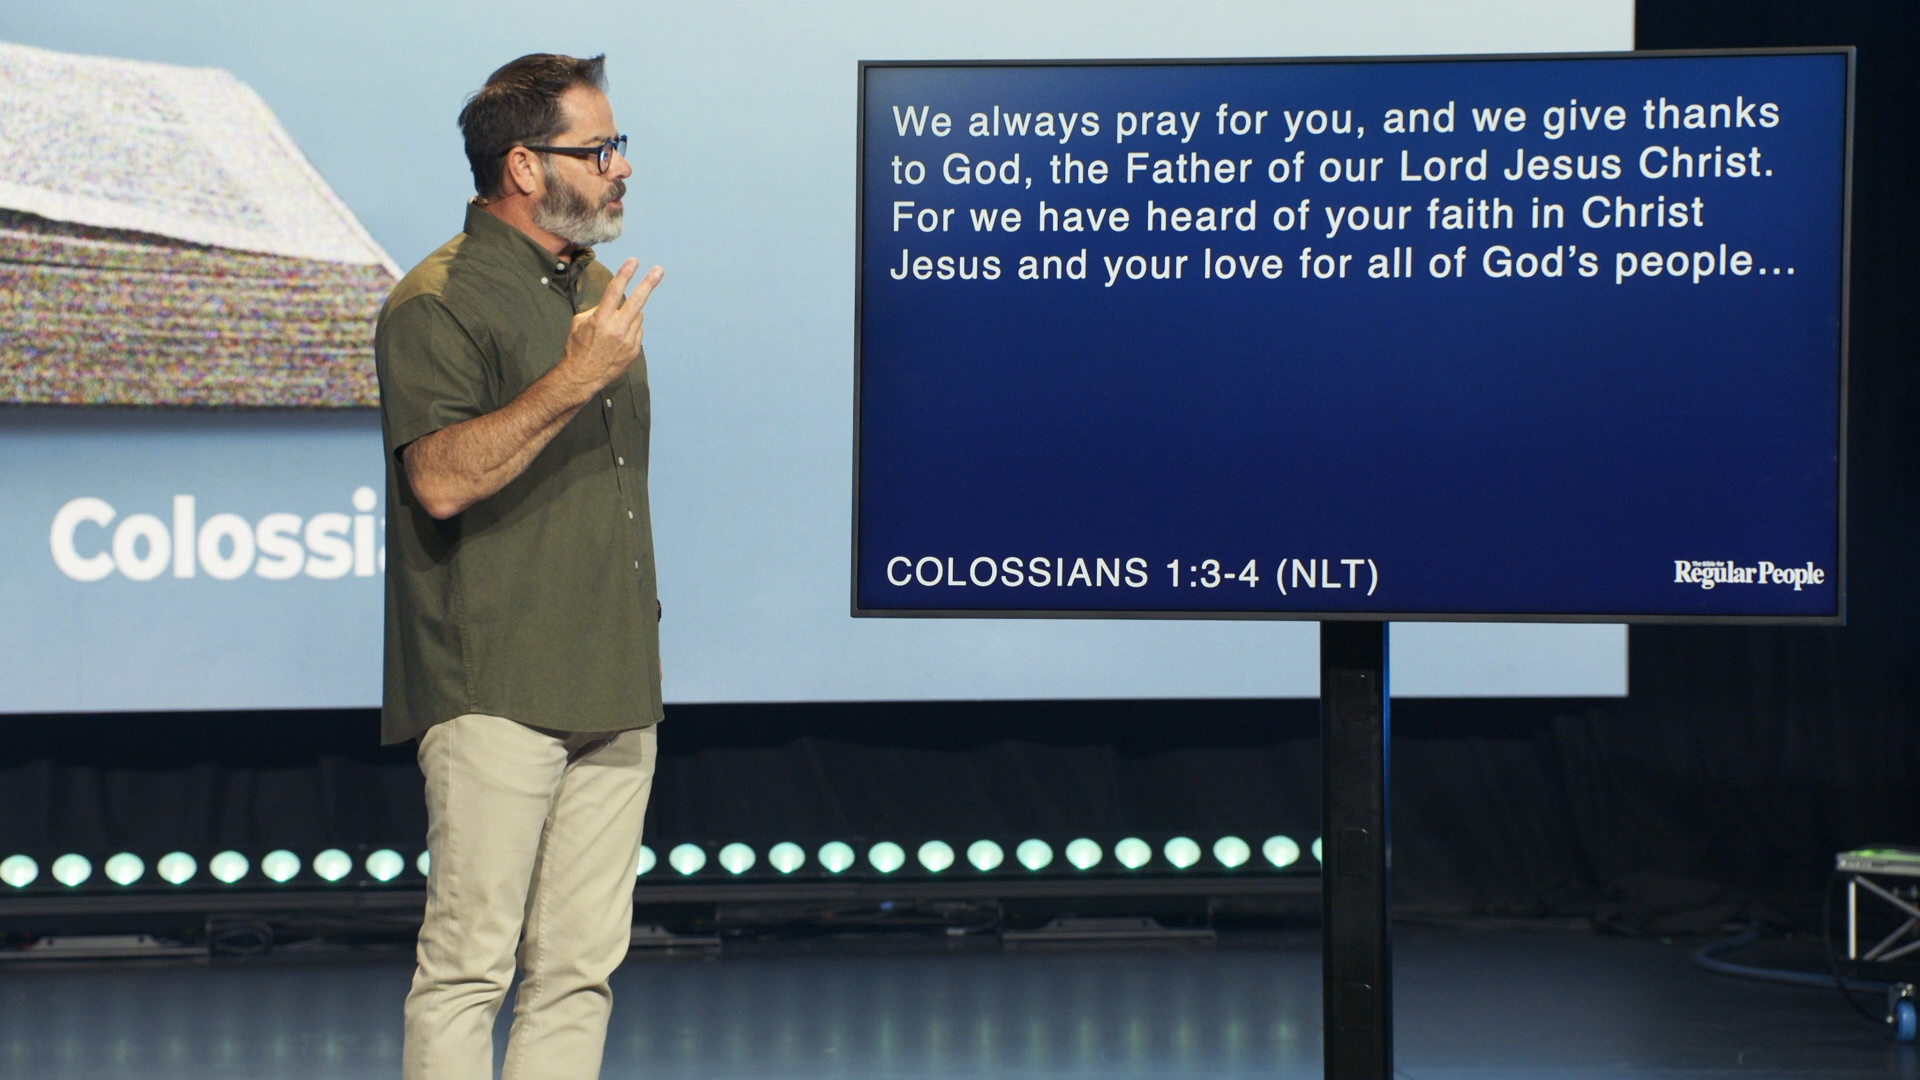 We always pray for you, and we give thanks
to God, the Father of our Lord Jesus Christ.
For we have heard of your faith in Christ
Jesus and your love for all of God's people...
COLOSSIANS 1:3-4 (NLT)
Regular People
Colossi